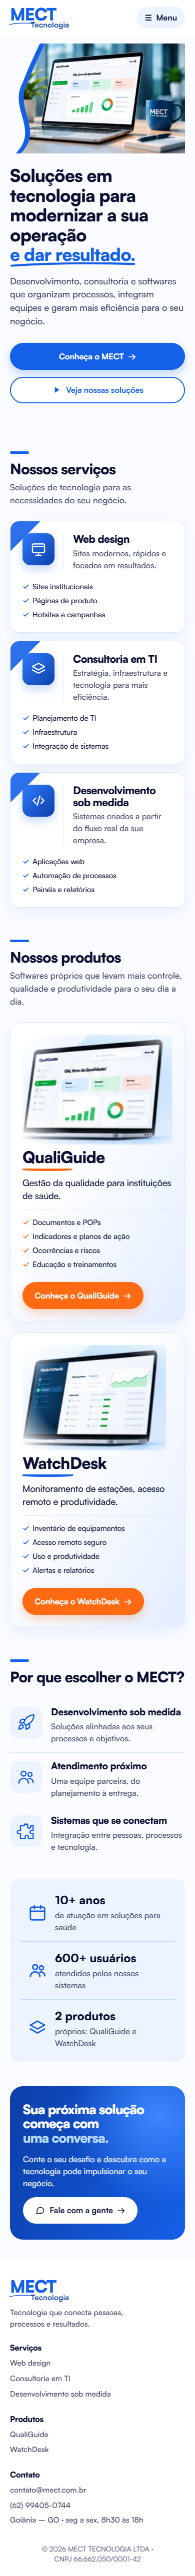 MECT
Tecnologia
Menu
MECT
Soluções em
tecnologia para
modernizar a sua
operação
e dar resultado.
Desenvolvimento, consultoria e softwares
que organizam processos, integram
equipes e geram mais eficiência para o seu
negócio.
Conheça o MECT →
Veja nossas soluções
Nossos serviços
Soluções de tecnologia para as
necessidades do seu negócio.
Web design
Sites modernos, rápidos e
focados em resultados.
Sites institucionais
Páginas de produto
Hotsites e campanhas
Consultoria em TI
Estratégia, infraestrutura e
tecnologia para mais
eficiência.
Planejamento de TI
Infraestrutura
Integração de sistemas
Desenvolvimento
sob medida
Sistemas criados a partir
do fluxo real da sua
empresa.
Aplicações web
Automação de processos
Painéis e relatórios
Nossos produtos
Soluções próprios que levam mais controle,
qualidade e produtividade para o seu dia a
dia.
QualiGuide
Gestão da qualidade para instituições
de saúde.
Documentos e POPs
Indicadores e planos de ação
Ocorrências e riscos
Educação e treinamentos
Conheça o QualiGuide →
WatchDesk
Monitoramento de estações, acesso
remoto e produtividade.
Inventário de equipamentos
Acesso remoto seguro
Uso e produtividade
Alertas e relatórios
Conheça o WatchDesk →
Por que escolher o MECT?
Desenvolvimento sob medida
Soluções alinhadas aos seus
processos e objetivos.
Atendimento próximo
Uma equipe parceira, do
planejamento à entrega.
Sistemas que se conectam
Integração entre pessoas, processos
e tecnologia.
10+ anos
de atuação em soluções para
saúde
600+ usuários
atendidos pelos nossos
sistemas
2 produtos
próprios: QualiGuide e
WatchDesk
Sua próxima solução
começa com
uma conversa.
Conte o seu desafio e descubra como a
tecnologia pode impulsionar o seu
negócio.
Fale com a gente →
MECT
Tecnologia
Tecnologia que conecta pessoas,
processos e resultados.
Serviços
Web design
Consultoria em TI
Desenvolvimento sob medida
Produtos
QualiGuide
WatchDesk
Contato
contato@mect.com.br
(62) 99405-0744
Goiânia — GO · seg a sex, 8h30 às 18h
© 2026 MECT TECNOLOGIA LTDA ·
CNPJ 66.662.050/0001-42